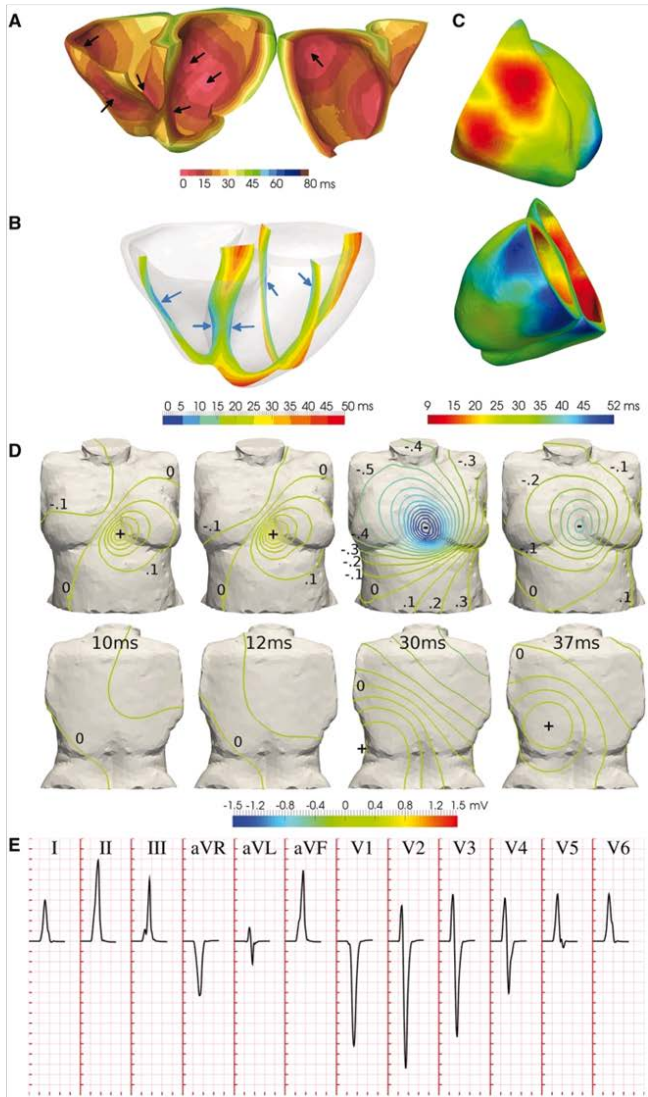 A
C
0 15 30 45 60 80 ms
B
0 5 10 15 20 25 30 35 40 45 50 ms
9 15 20 25 30 35 40 45 52 ms
D
-.1 0 + .1 0
-.1 0 + .1 0
-.4 -.5 -.3 - -.4 -.3 -.2 -.1 0 .1 .2 .3
-.1 -.2 - -.1 0 .1
10ms 12ms 30ms 37ms
0 0 0 + 0 +
-1.5 -1.2 -0.8 -0.4 0 0.4 0.8 1.2 1.5 mV
E
I II III aVR aVL aVF V1 V2 V3 V4 V5 V6